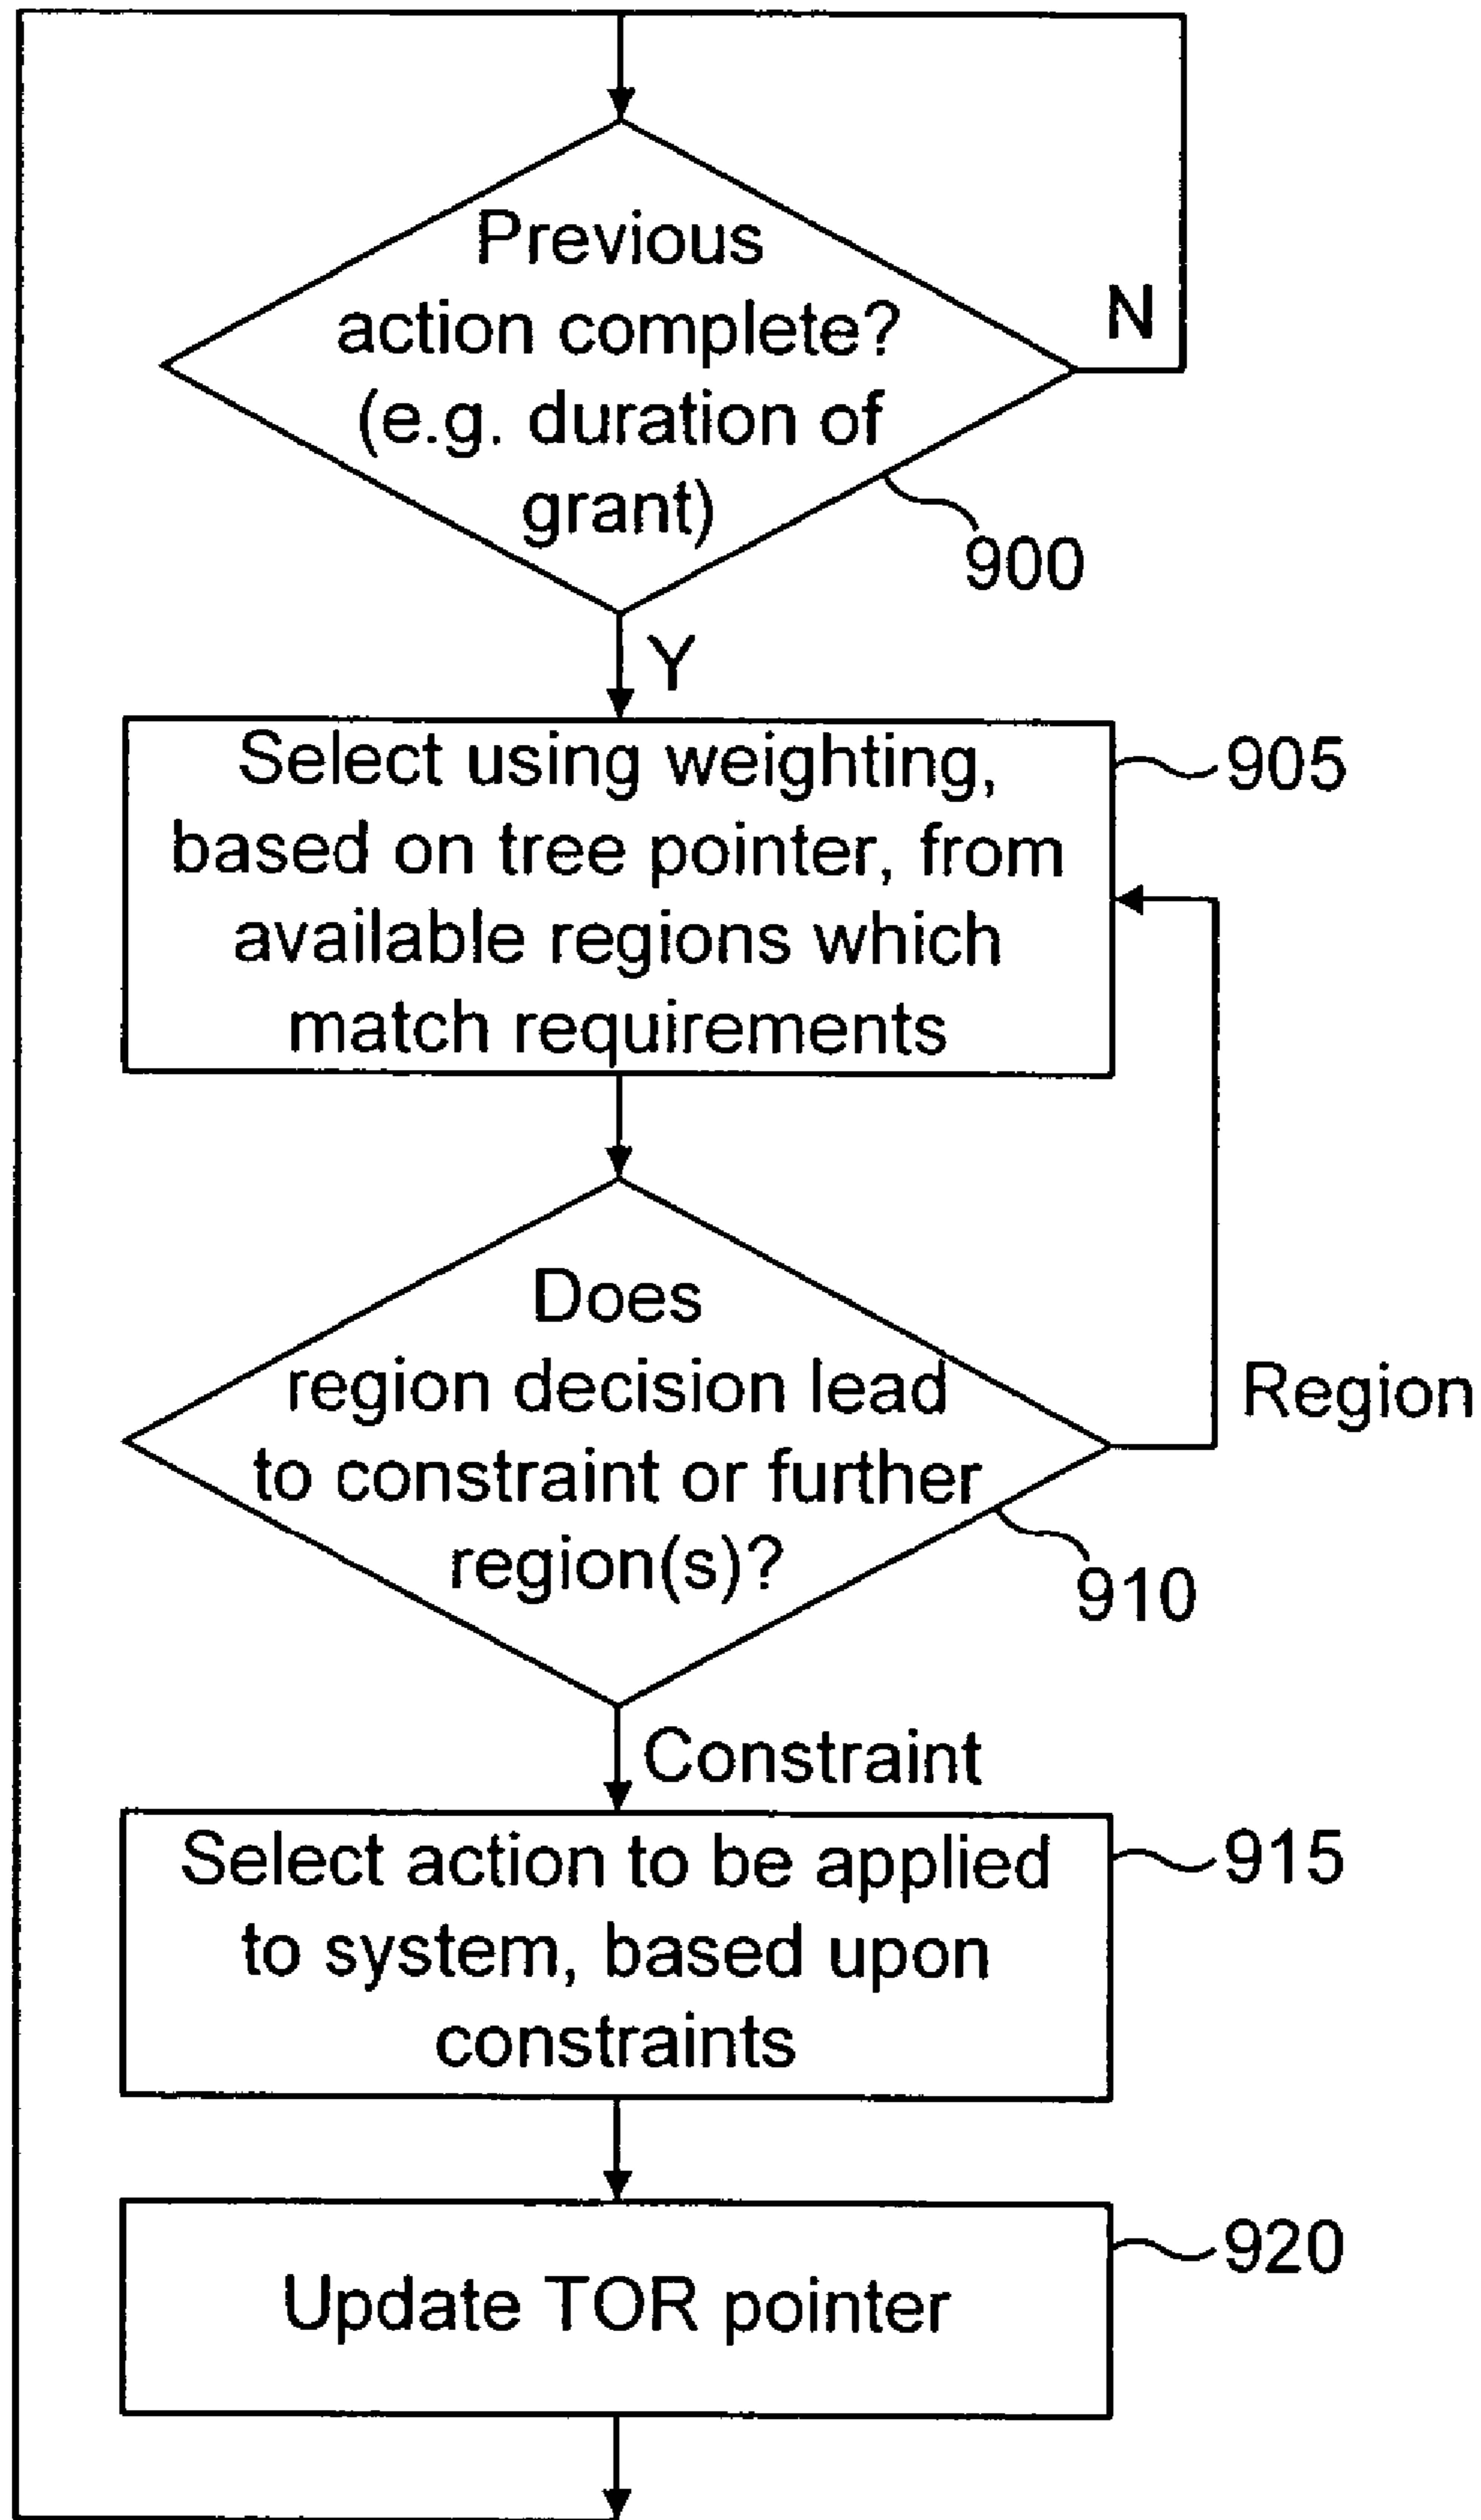 Previous
action complete?
(e.g. duration of
grant)
N
900
Y
Select using weighting,
based on tree pointer, from
available regions which
match requirements
905
Does
region decision lead
to constraint or further
region(s)?
Region
910
Constraint
Select action to be applied
to system, based upon
constraints
915
Update TOR pointer
920